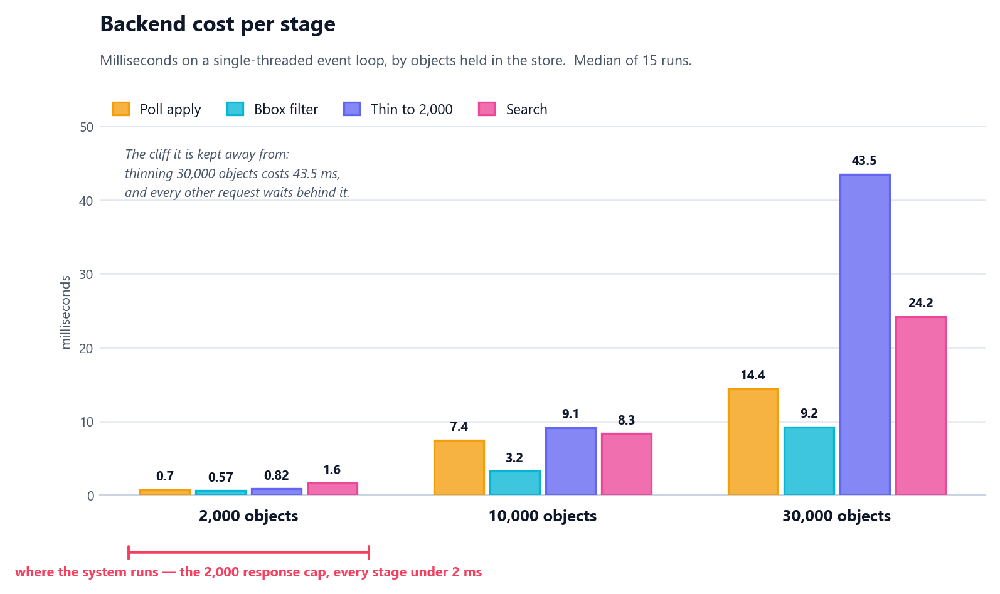 Backend cost per stage
Milliseconds on a single-threaded event loop, by objects held in the store.  Median of 15 runs.
Poll apply
Bbox filter
Thin to 2,000
Search
50
The cliff it is kept away from:
thinning 30,000 objects costs 43.5 ms,
and every other request waits behind it.
43.5
40
milliseconds
30
24.2
20
14.4
10
9.2
9.1
8.3
7.4
3.2
0.7
0.57
0.82
1.6
0
2,000 objects
10,000 objects
30,000 objects
where the system runs — the 2,000 response cap, every stage under 2 ms